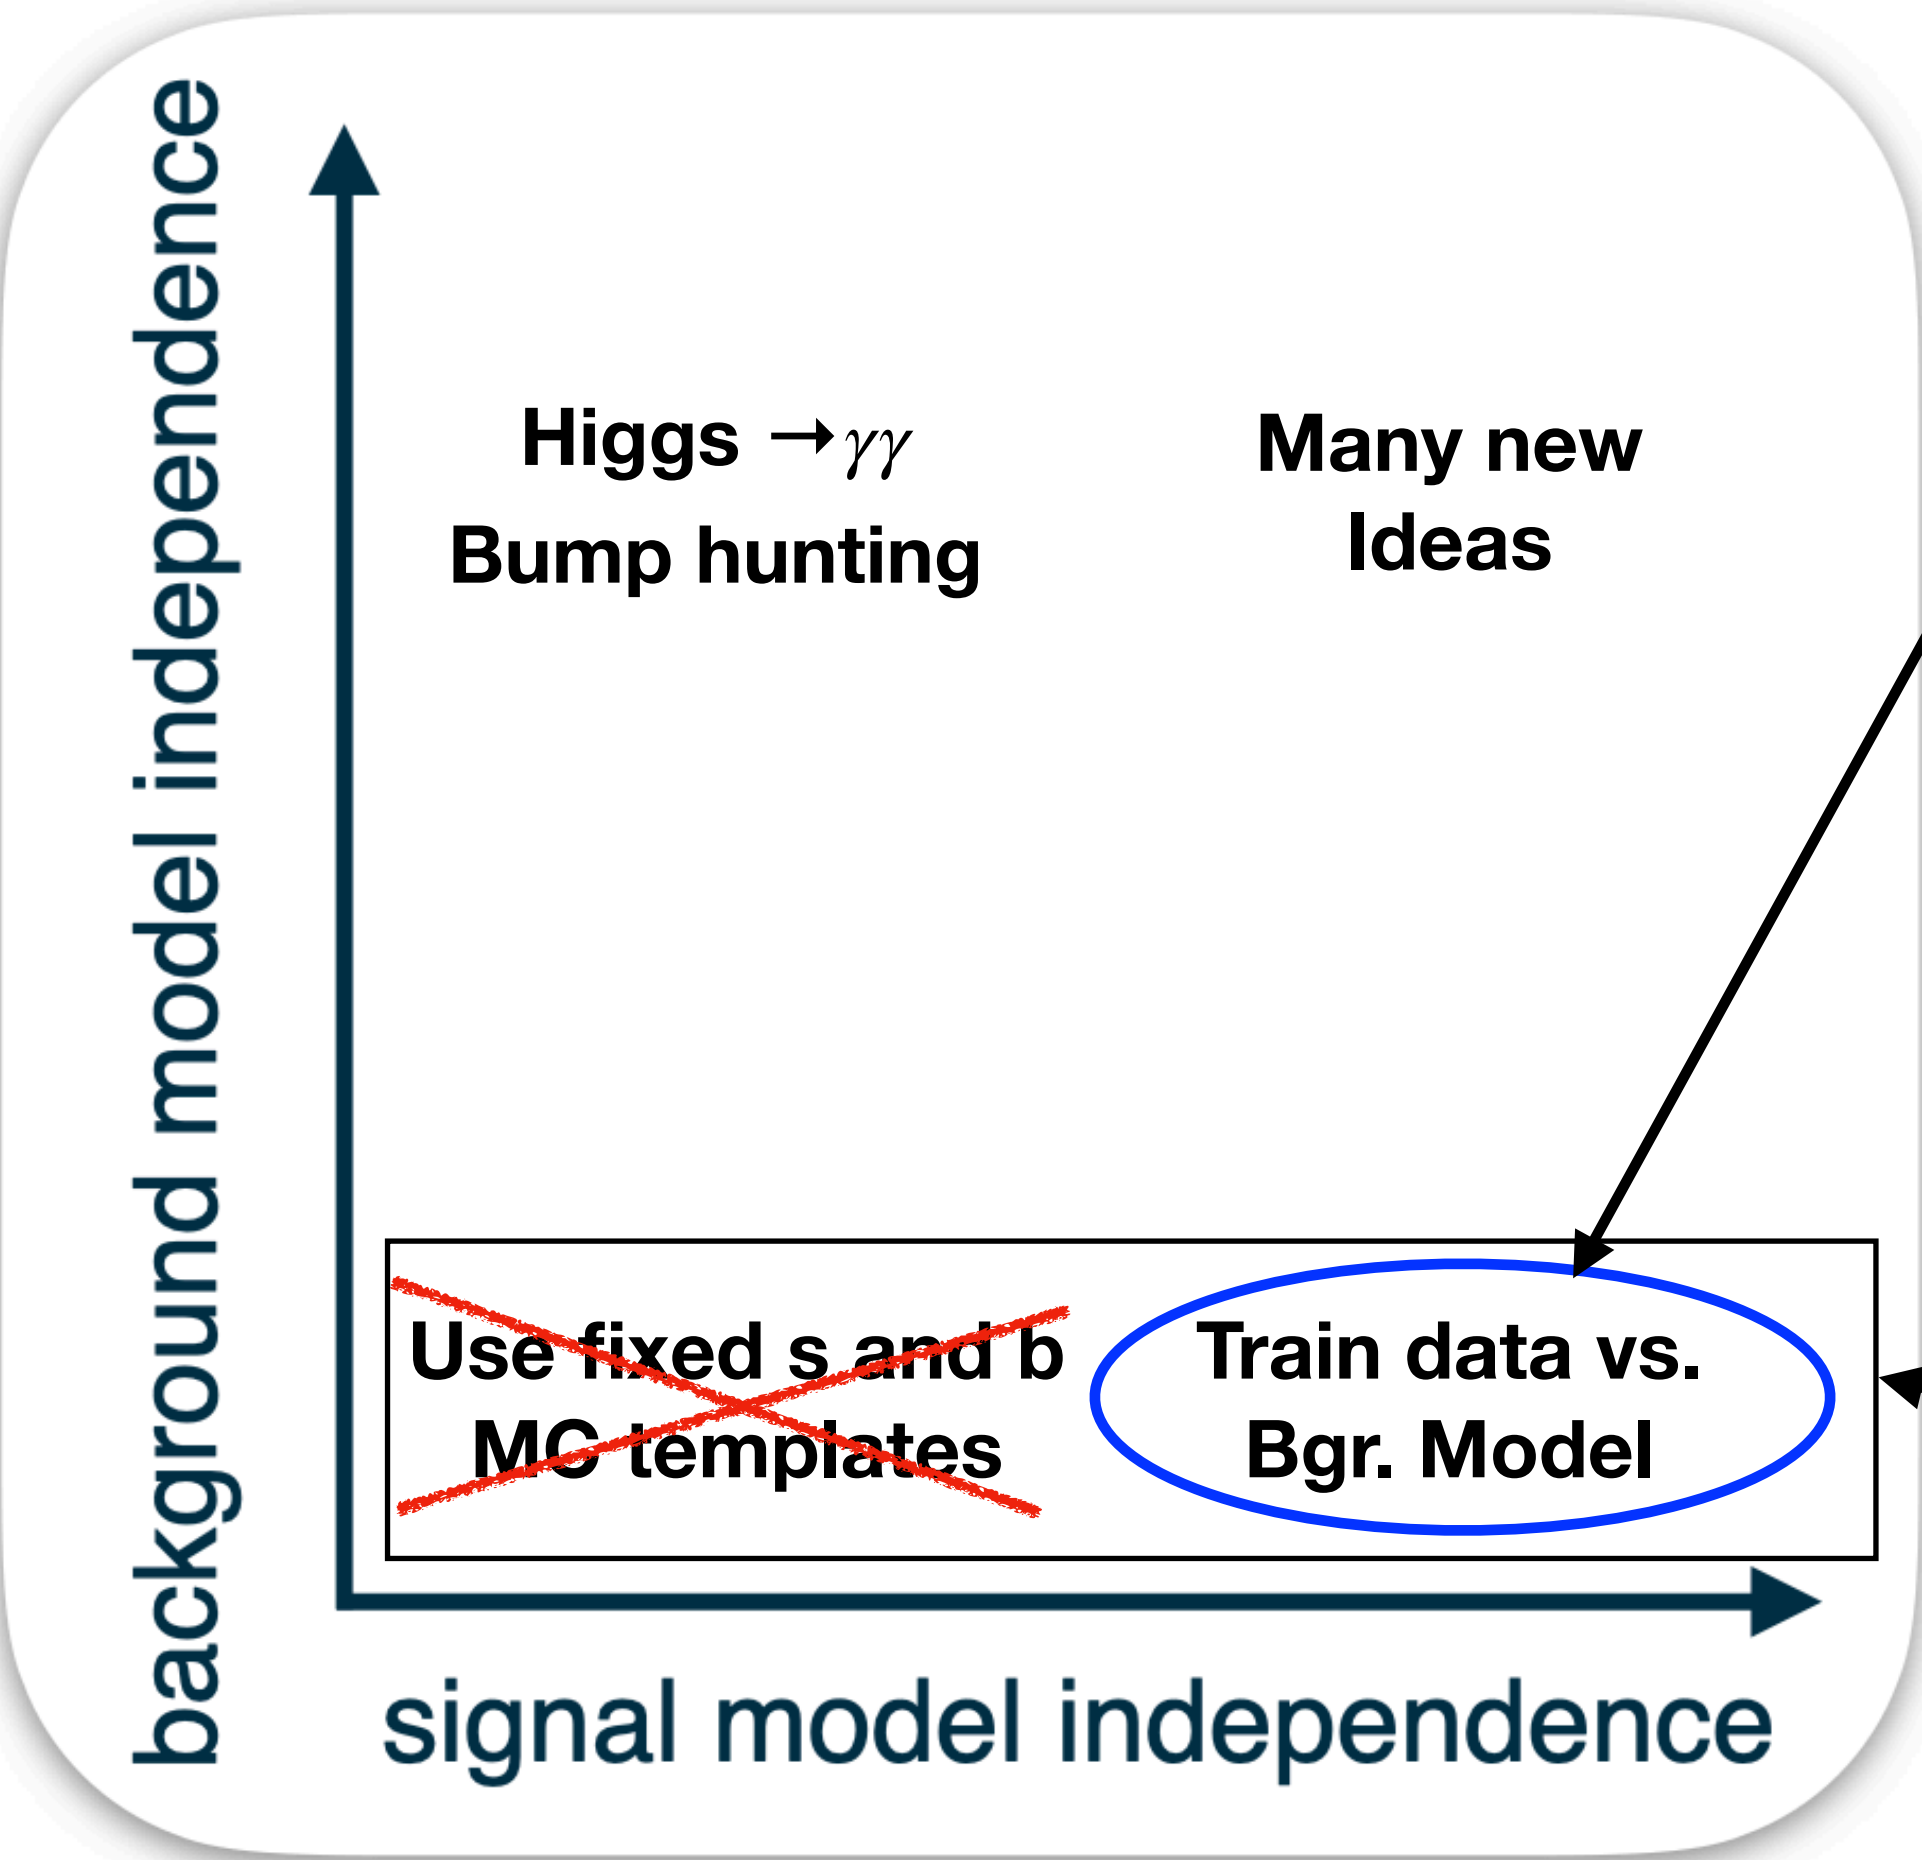 background model independence
Higgs →γγ
Bump hunting
Many new
Ideas
Use fixed s and b
MC templates
Train data vs.
Bgr. Model
signal model independence